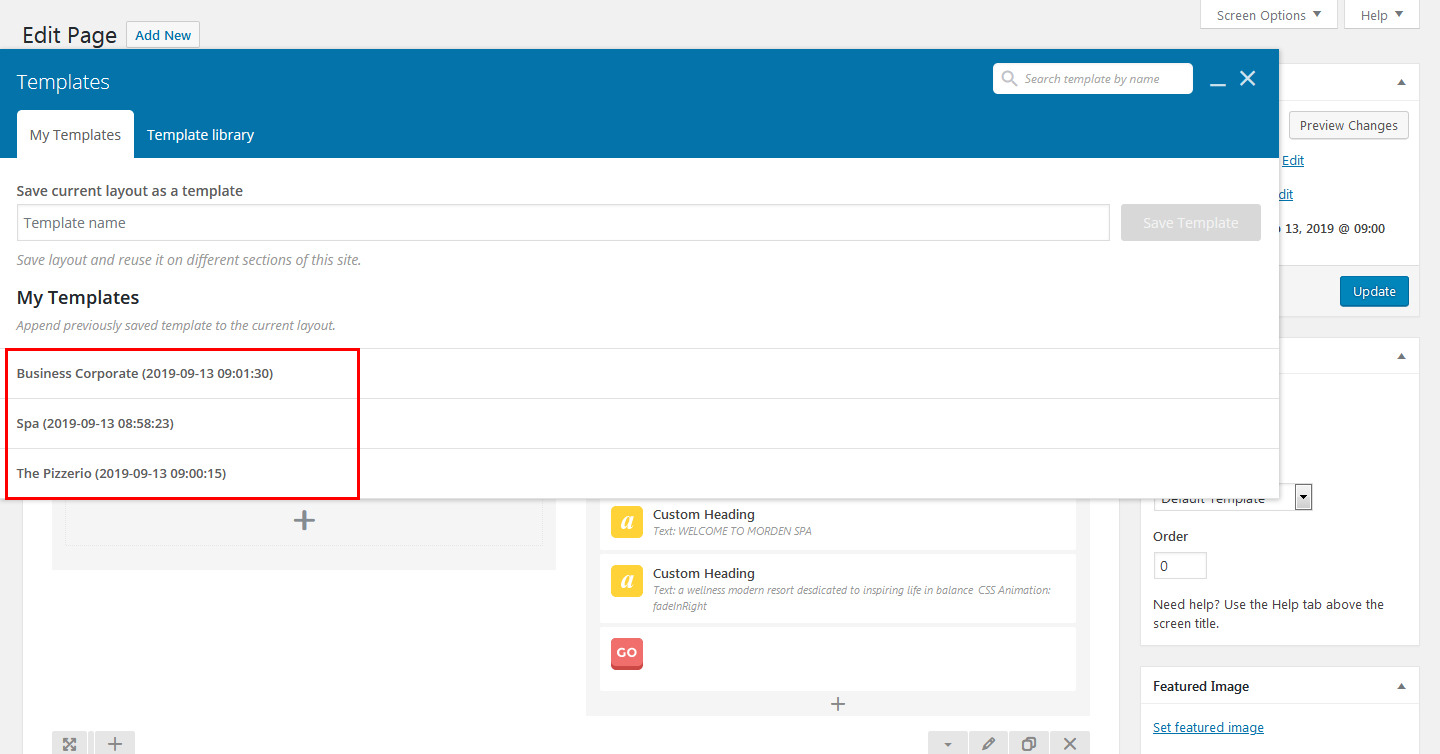 Screen Options
Help
Edit Page
Add New
Templates
Search template by name
My Templates
Template library
Preview Changes
Edit
dit
Save current layout as a template
Template name
Save Template
13, 2019 @ 09:00
Save layout and reuse it on different sections of this site.
My Templates
Update
Append previously saved template to the current layout.
Business Corporate (2019-09-13 09:01:30)
Spa (2019-09-13 08:58:23)
The Pizzerio (2019-09-13 09:00:15)
Default Template
Custom Heading
Text: WELCOME TO MORDEN SPA
Order
0
Custom Heading
Text: a wellness modern resort desdicated to inspiring life in balance CSS Animation:
fadeInRight
Need help? Use the Help tab above the
screen title.
GO
Featured Image
Set featured image